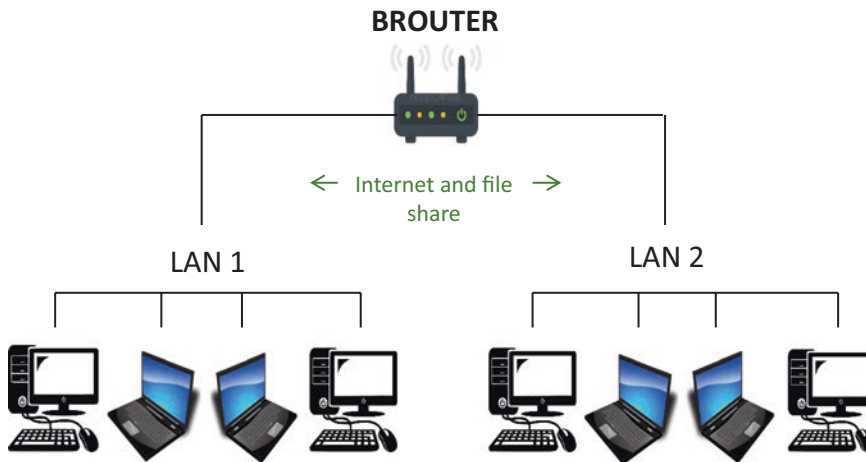 BROUTER
← Internet and file →
share
LAN 1
LAN 2